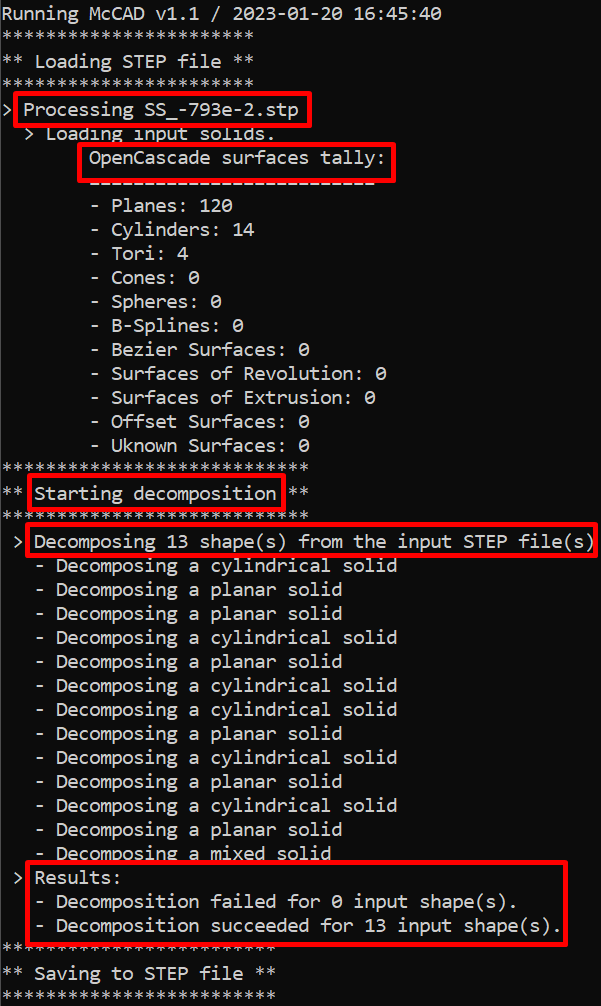 Running McCAD v1.1 / 2023-01-20 16:45:40
***********************
** Loading STEP file **
***********************
> Processing SS_-793e-2.stp
> Loading input solids.
OpenCascade surfaces tally:
---------------------------
- Planes: 120
- Cylinders: 14
- Tori: 4
- Cones: 0
- Spheres: 0
- B-Splines: 0
- Bezier Surfaces: 0
- Surfaces of Revolution: 0
- Surfaces of Extrusion: 0
- Offset Surfaces: 0
- Uknown Surfaces: 0
****************************
** Starting decomposition **
****************************
> Decomposing 13 shape(s) from the input STEP file(s)
- Decomposing a cylindrical solid
- Decomposing a planar solid
- Decomposing a planar solid
- Decomposing a cylindrical solid
- Decomposing a planar solid
- Decomposing a cylindrical solid
- Decomposing a cylindrical solid
- Decomposing a planar solid
- Decomposing a cylindrical solid
- Decomposing a planar solid
- Decomposing a cylindrical solid
- Decomposing a planar solid
- Decomposing a mixed solid
> Results:
- Decomposition failed for 0 input shape(s).
- Decomposition succeeded for 13 input shape(s).
*************************
** Saving to STEP file **
*************************